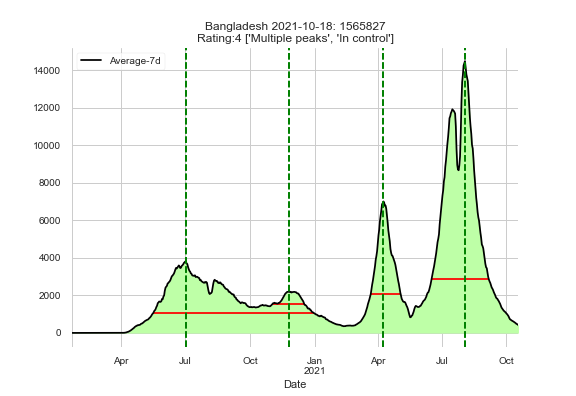 Bangladesh 2021-10-18: 1565827
Rating:4 ['Multiple peaks', 'In control']
Average-7d
14000
12000
10000
8000
6000
4000
2000
0
Apr Jul Oct Jan Apr Jul Oct
2021
Date